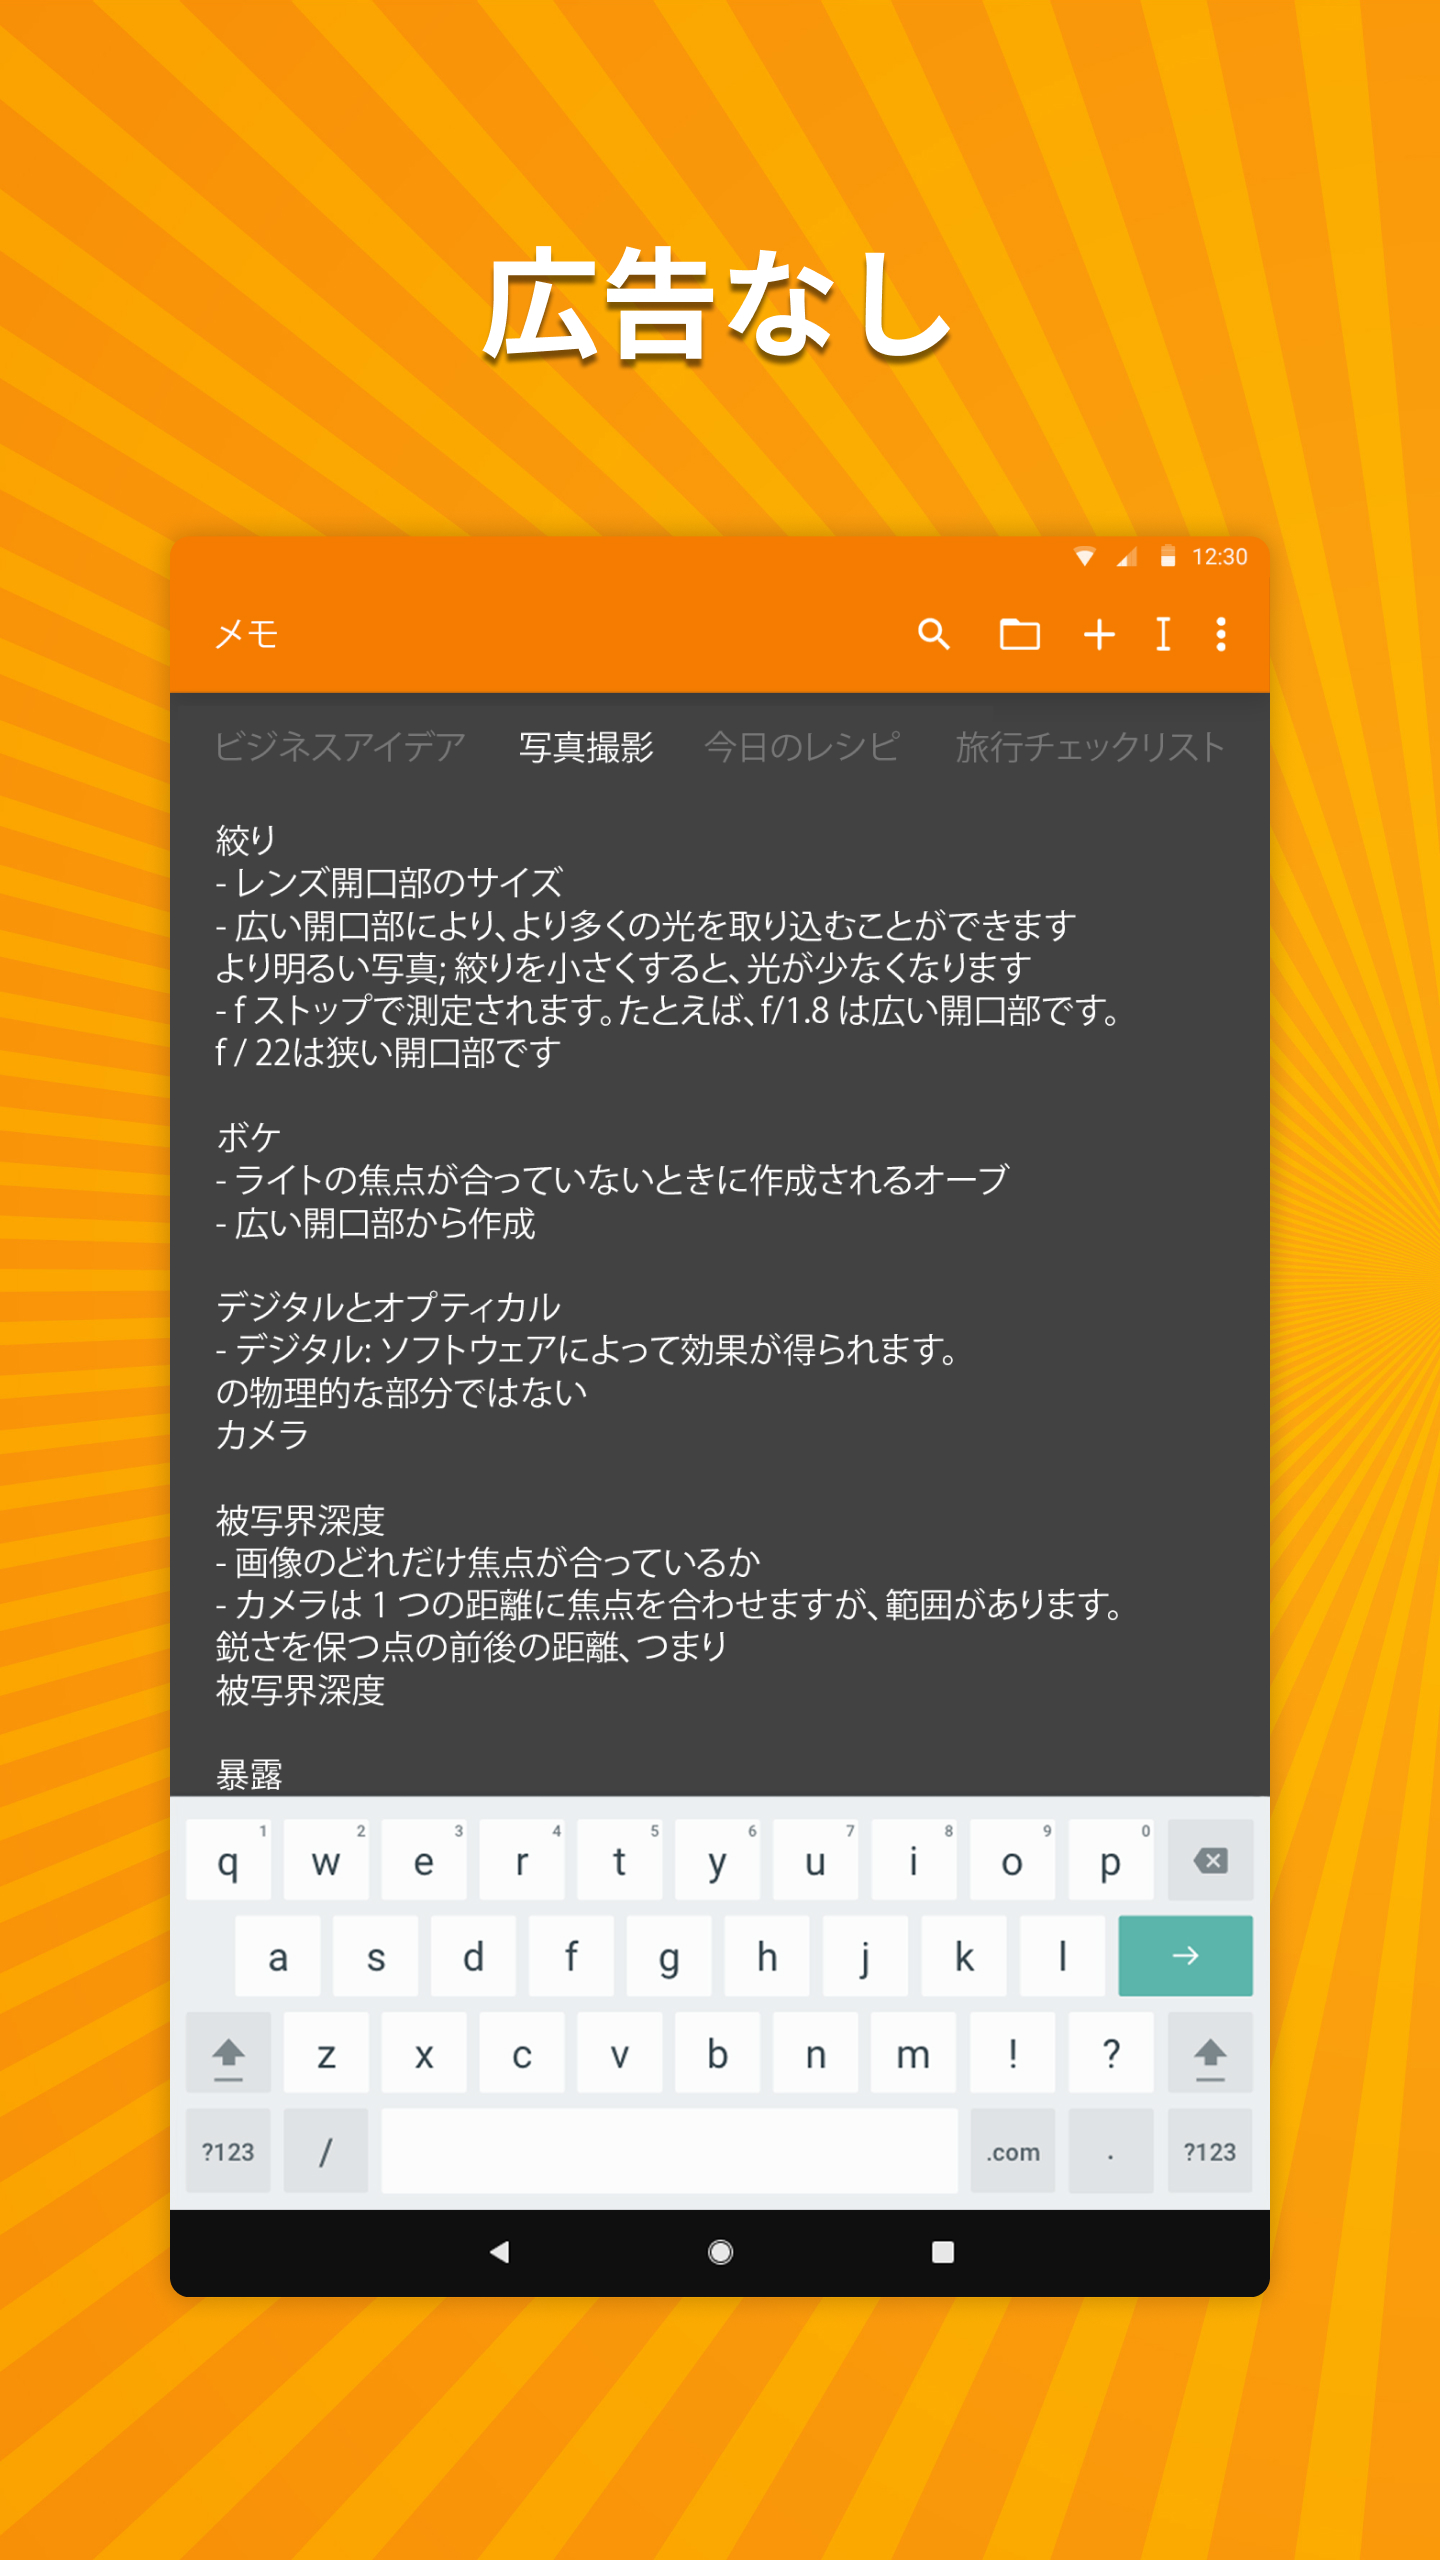 広告なし
12:30
メモ
ビジネスアイデア 写真撮影 今日のレシピ 旅行チェックリスト
絞り
- レンズ開口部のサイズ
- 広い開口部により、より多くの光を取り込むことができます
より明るい写真; 絞りを小さくすると、光が少なくなります
- f ストップで測定されます。たとえば、f/1.8 は広い開口部です。
f / 22は狭い開口部です
ボケ
- ライトの焦点が合っていないときに作成されるオーブ
- 広い開口部から作成
デジタルとオプティカル
- デジタル: ソフトウェアによって効果が得られます。
の物理的な部分ではない
カメラ
被写界深度
- 画像のどれだけ焦点が合っているか
- カメラは 1 つの距離に焦点を合わせますが、範囲があります。
鋭さを保つ点の前後の距離、つまり
被写界深度
暴露
1 2 3 4 5 6 7 8 9 0
q w e r t y u i o p
a s d f g h j k l
z x c v b n m ! ?
?123 / .com . ?123